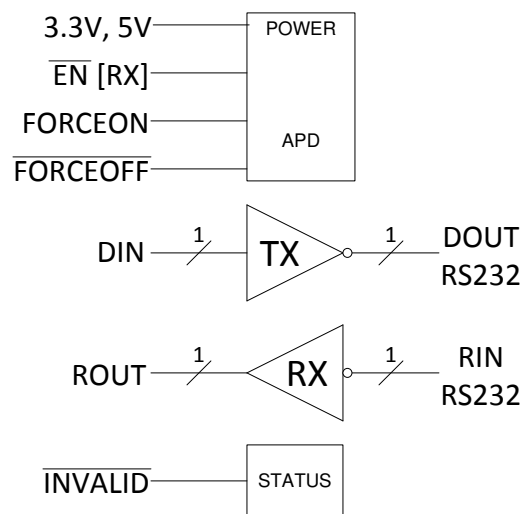 3.3V, 5V
POWER
EN [RX]
FORCEON
APD
FORCEOFF
DIN
1
TX
1
DOUT
RS232
ROUT
1
RX
1
RIN
RS232
INVALID
STATUS